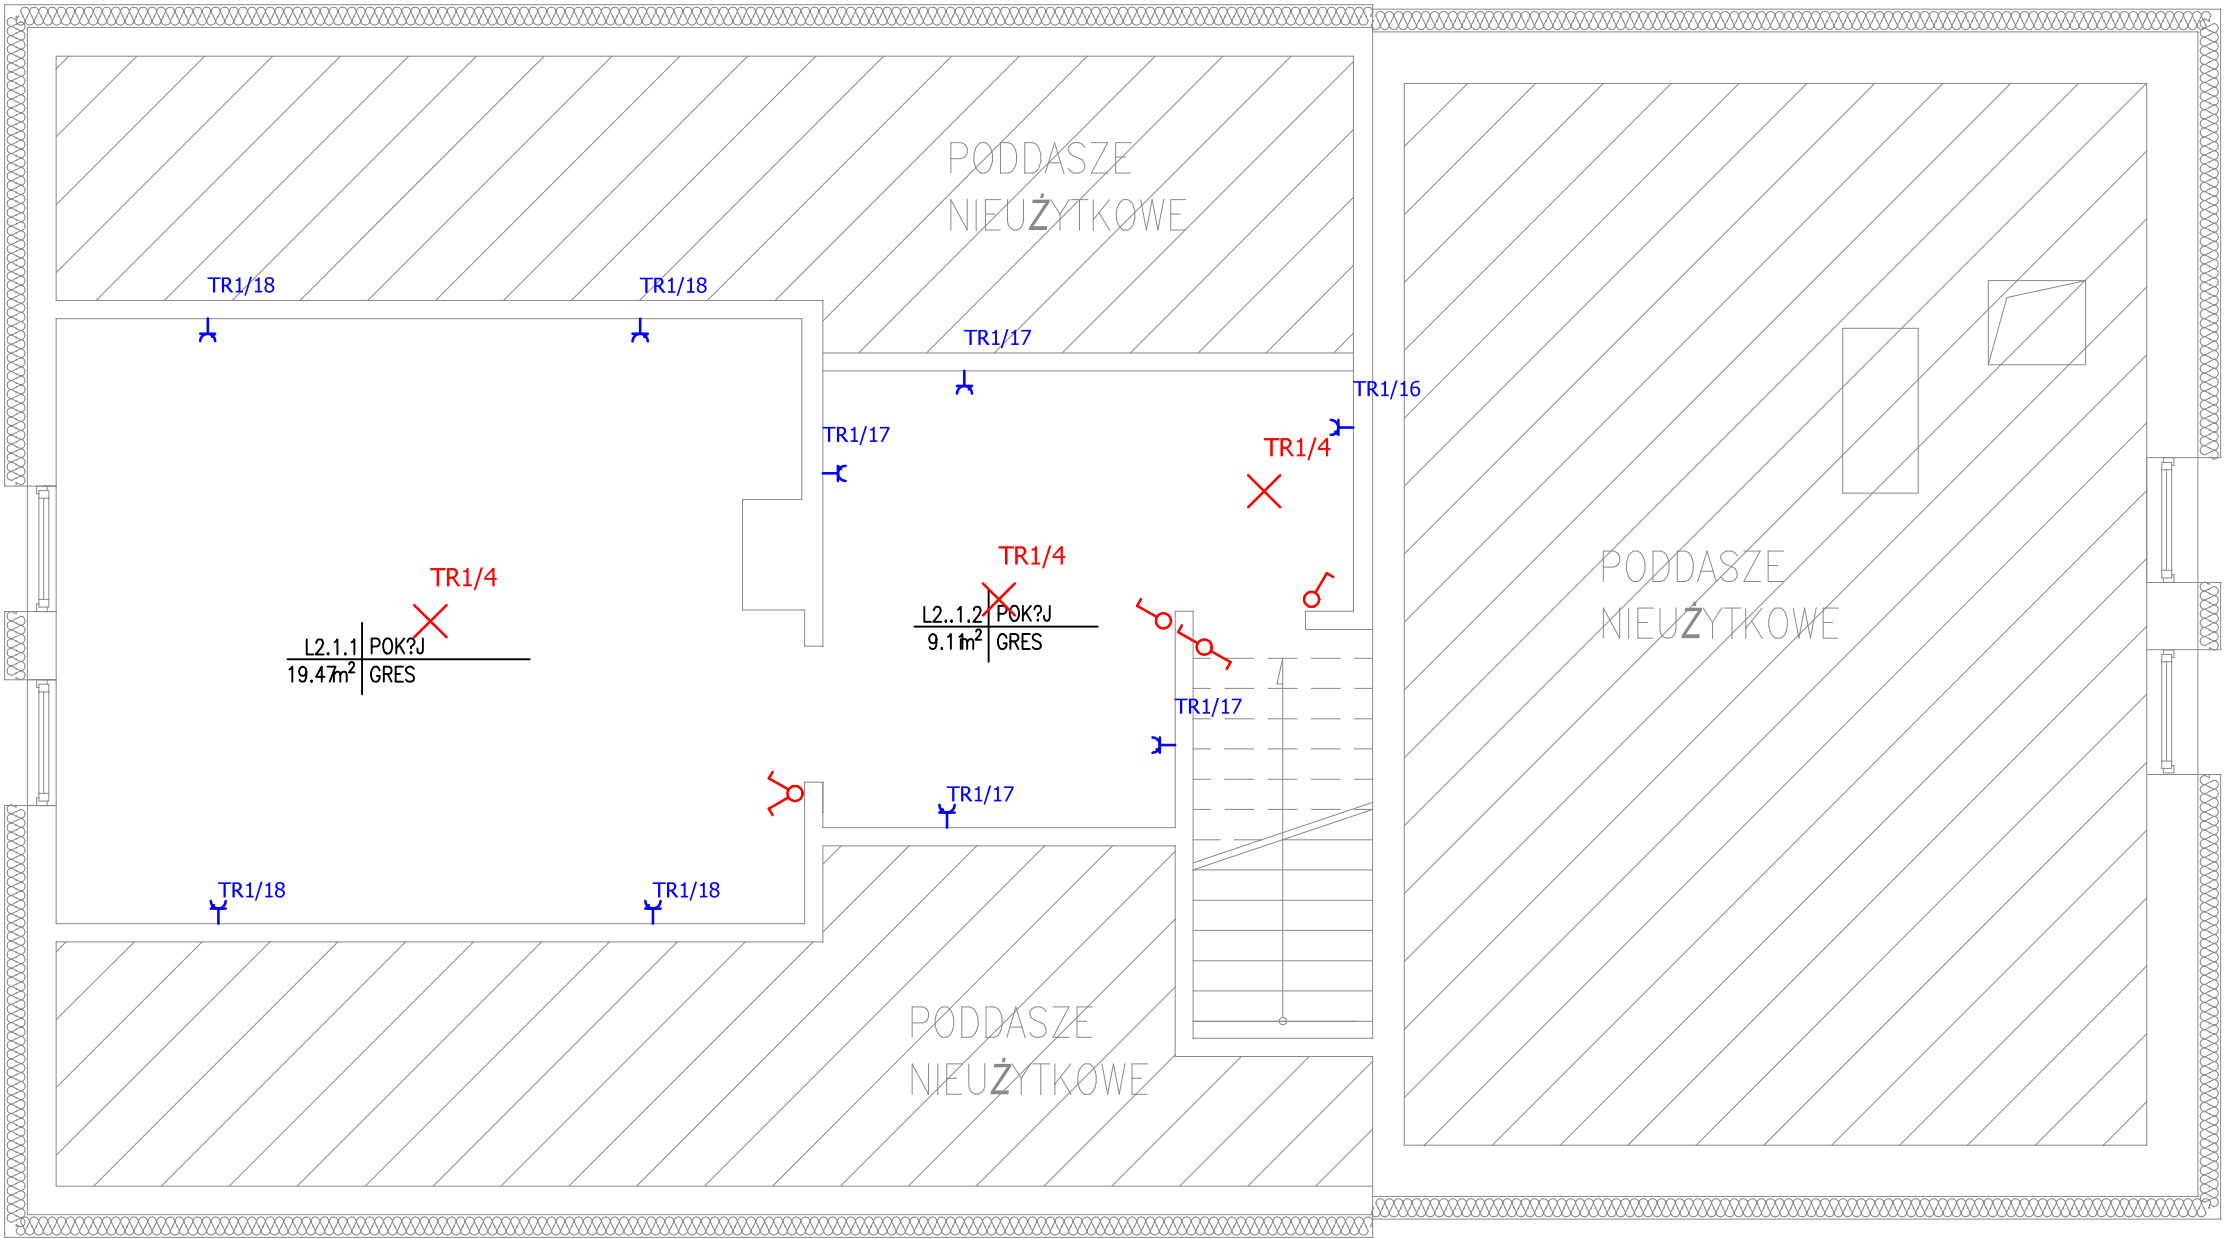 PODDASZE
NIEUŻYTKOWE
TR1/18
TR1/18
TR1/17
TR1/16
TR1/17
TR1/4
TR1/4
TR1/4
L2..1.2 POK?J
9.11m² GRES
L2.1.1 POK?J
19.47m² GRES
PODDASZE
NIEUŻYTKOWE
TR1/17
TR1/17
TR1/18
TR1/18
PODDASZE
NIEUŻYTKOWE